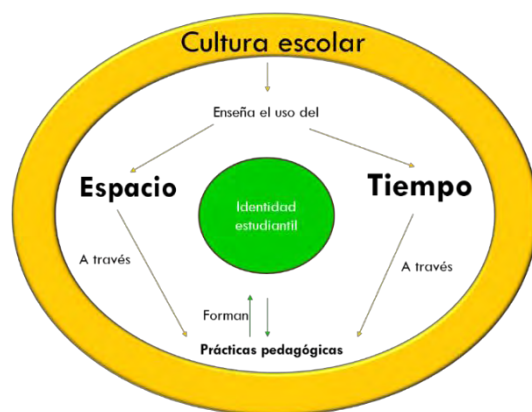 Cultura escolar
Enseña el uso del
Espacio
Tiempo
Identidad
estudiantil
A través
A través
Forman
Prácticas pedagógicas